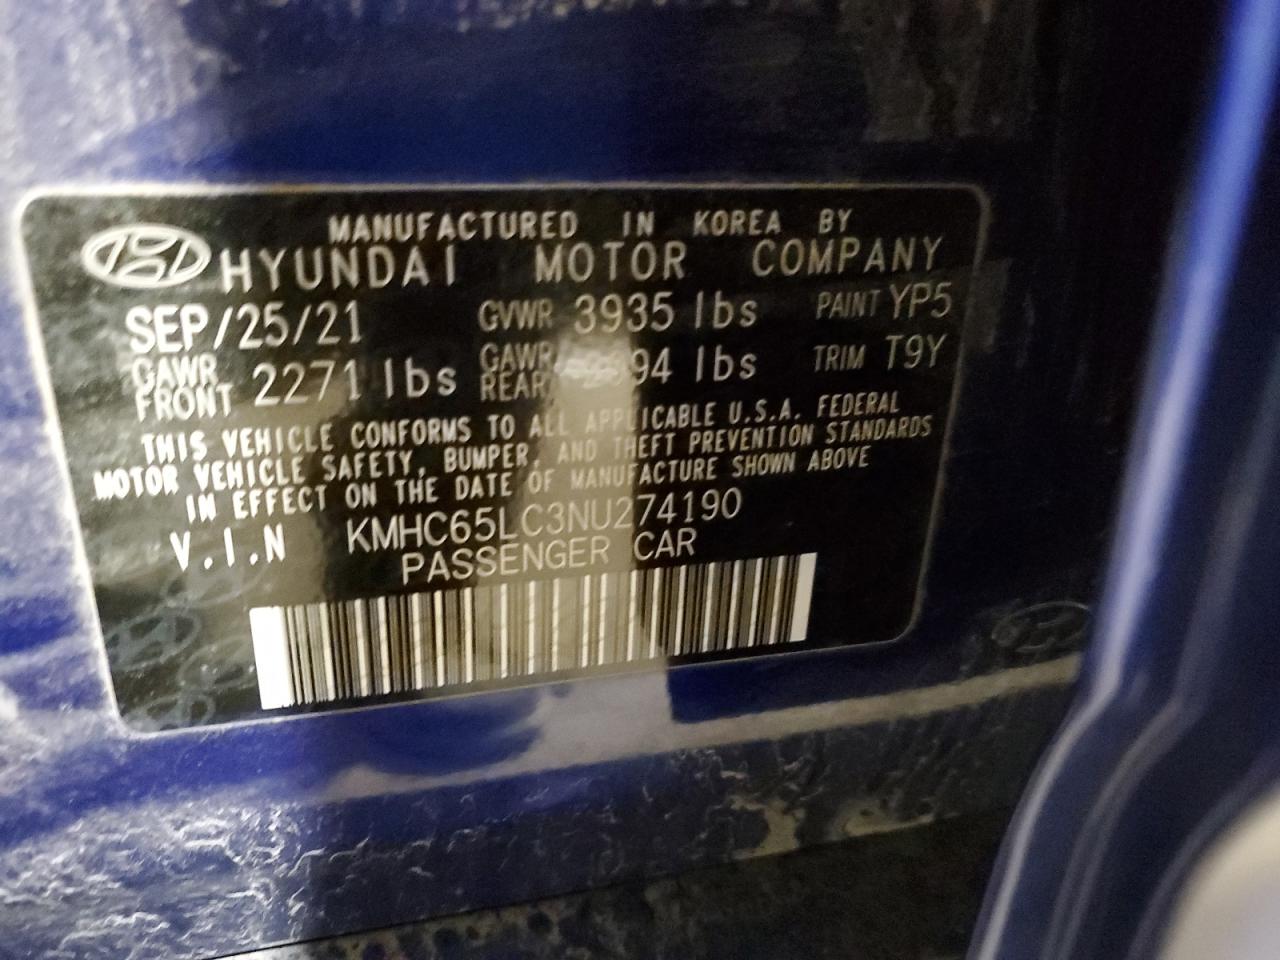 MANUFACTURED IN KOREA BY
HYUNDAI MOTOR COMPANY
SEP/25/21 GVWR 3935 lbs PAINT YP5
GAWR FRONT 2271 lbs GAWR REAR lbs TRIM T9Y
THIS VEHICLE CONFORMS TO ALL APPLICABLE U.S.A. FEDERAL
MOTOR VEHICLE SAFETY, BUMPER, AND THEFT PREVENTION STANDARDS
IN EFFECT ON THE DATE OF MANUFACTURE SHOWN ABOVE
V.I.N KMHC65LC3NU274190
PASSENGER CAR